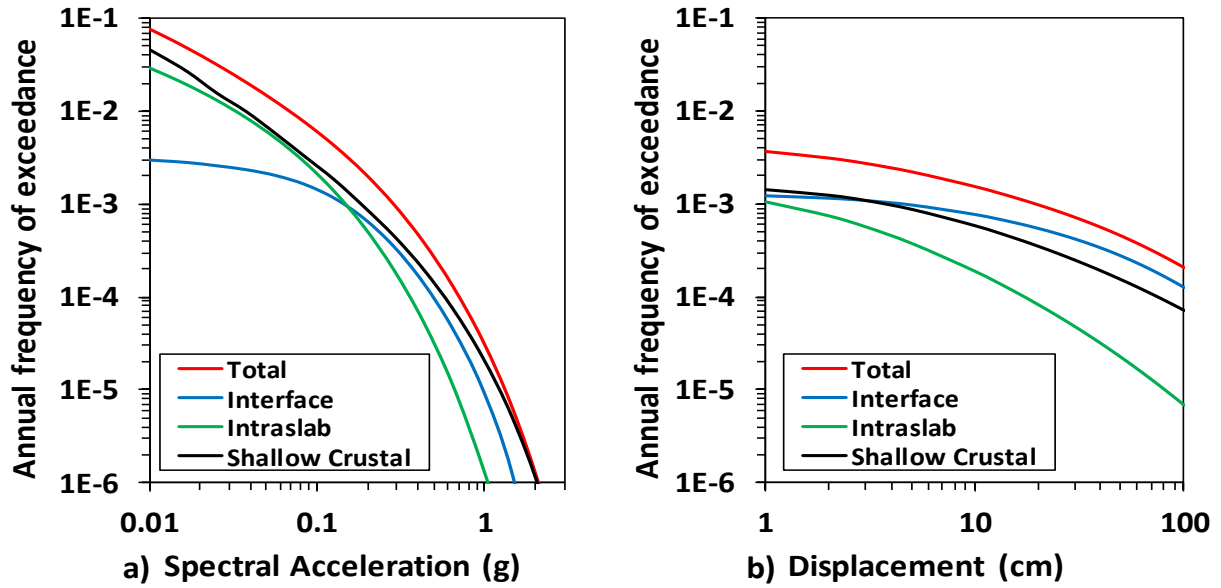 Annual frequency of exceedance
1E-1
1E-2
1E-3
1E-4
1E-5
1E-6
Total
Interface
Intraslab
Shallow Crustal
0.01
0.1
1
a) Spectral Acceleration (g)
Annual frequency of exceedance
1E-1
1E-2
1E-3
1E-4
1E-5
1E-6
Total
Interface
Intraslab
Shallow Crustal
1
10
100
b) Displacement (cm)